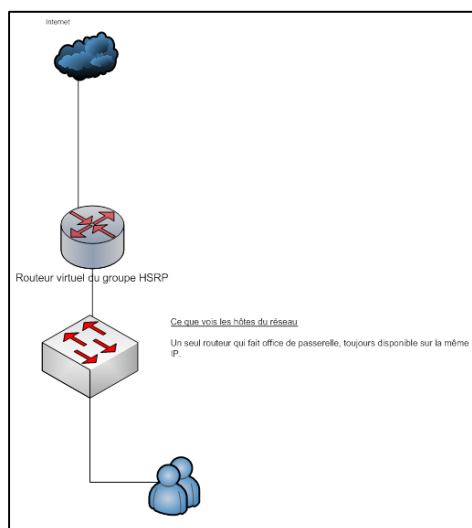 Internet
Routeur virtuel du groupe HSRP
Ce que vois les hôtes du réseau
Un seul routeur qui fait office de passerelle, toujours disponible sur la même
IP.